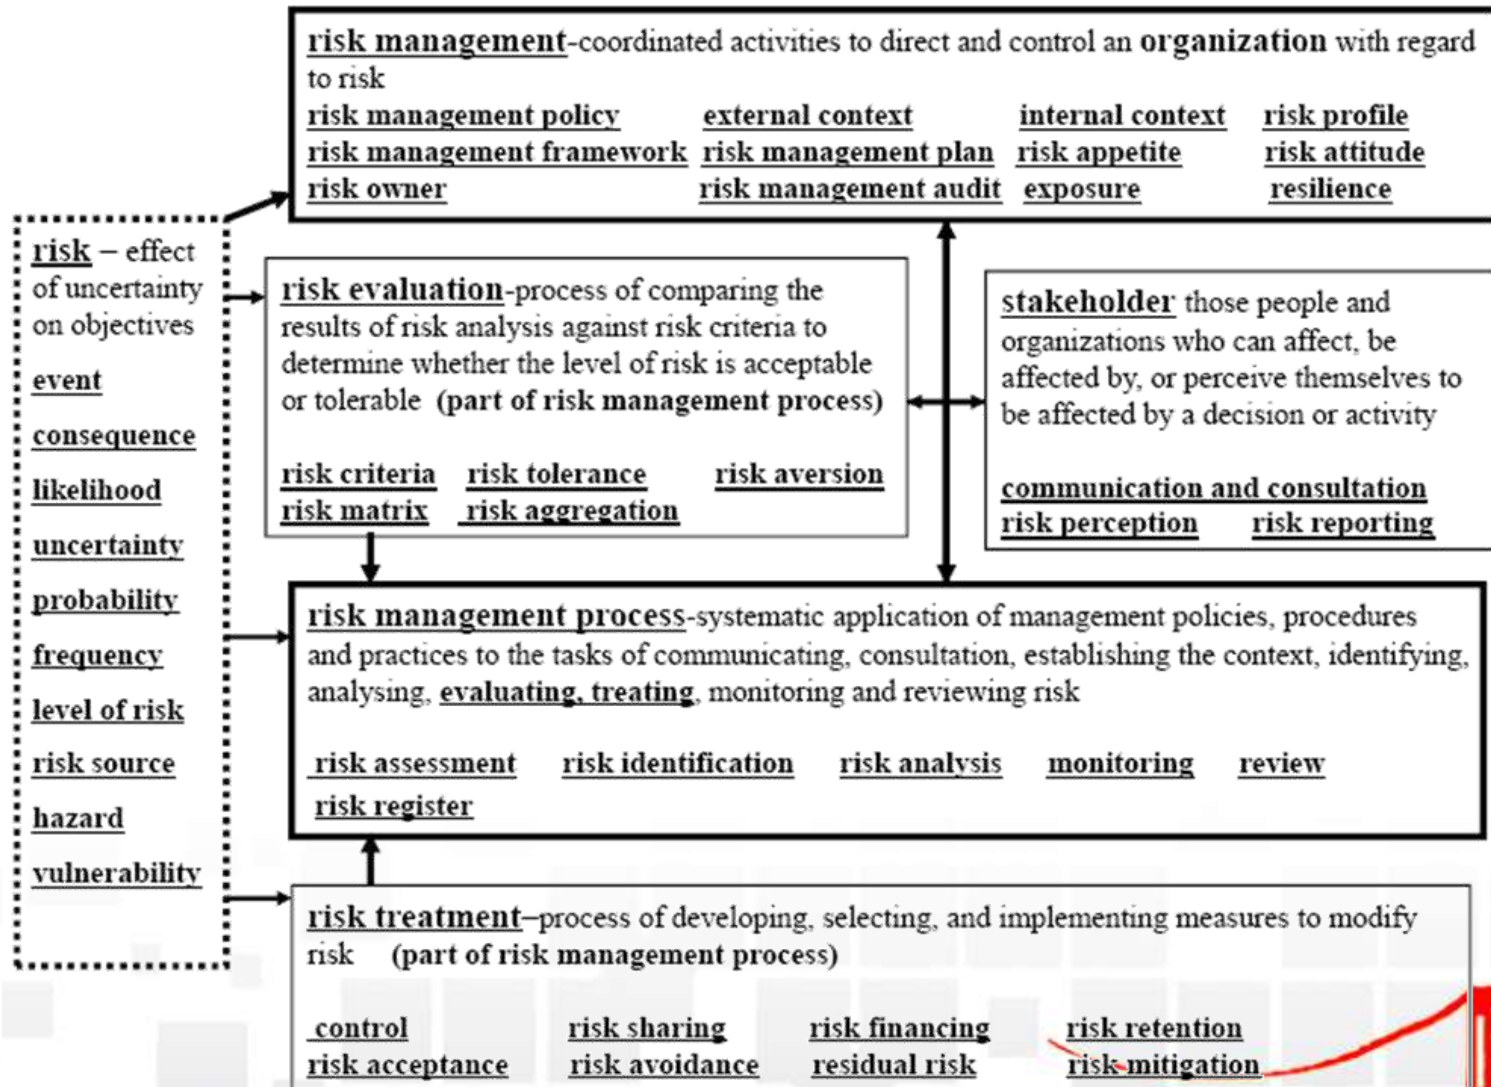 risk management-coordinated activities to direct and control an organization with regard
to risk
risk management policy external context internal context risk profile
risk management framework risk management plan risk appetite risk attitude
risk owner risk management audit exposure resilience
risk – effect
of uncertainty
on objectives
event
consequence
likelihood
uncertainty
probability
frequency
level of risk
risk source
hazard
vulnerability
risk evaluation-process of comparing the
results of risk analysis against risk criteria to
determine whether the level of risk is acceptable
or tolerable (part of risk management process)
risk criteria risk tolerance risk aversion
risk matrix risk aggregation
stakeholder those people and
organizations who can affect, be
affected by, or perceive themselves to
be affected by a decision or activity
communication and consultation
risk perception risk reporting
risk management process-systematic application of management policies, procedures
and practices to the tasks of communicating, consultation, establishing the context, identifying,
analysing, evaluating, treating, monitoring and reviewing risk
risk assessment risk identification risk analysis monitoring review
risk register
risk treatment–process of developing, selecting, and implementing measures to modify
risk (part of risk management process)
control risk sharing risk financing risk retention
risk acceptance risk avoidance residual risk risk mitigation